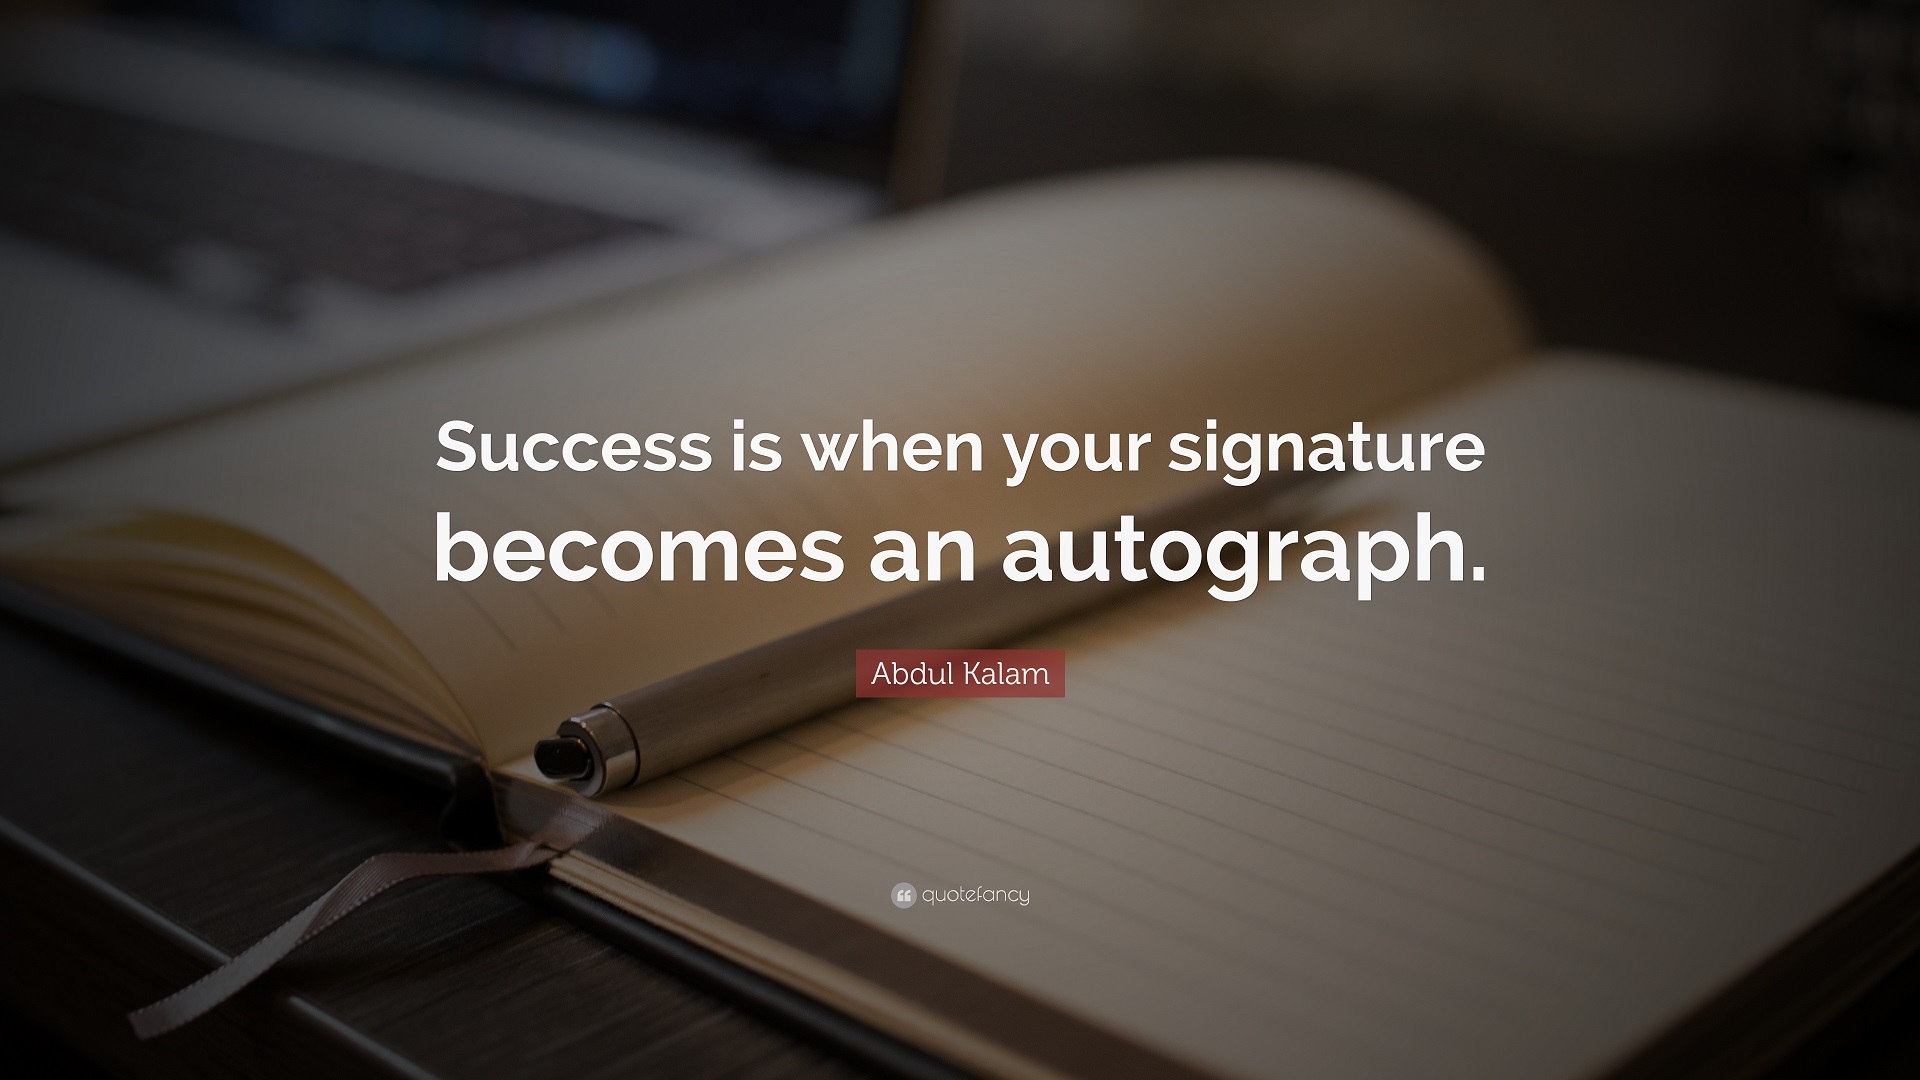 Success is when your signature
becomes an autograph.
Abdul Kalam
quotefancy